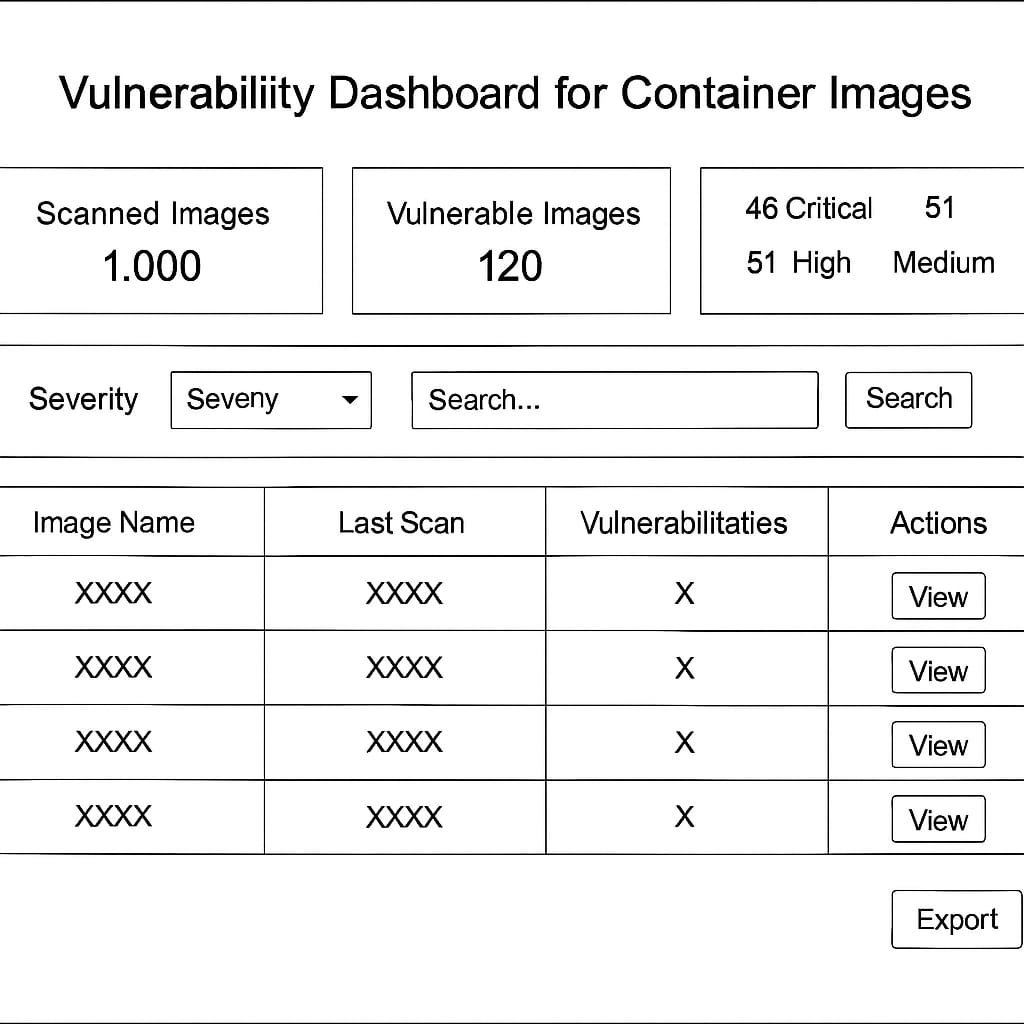 Vulnerabiliity Dashboard for Container Images
Scanned Images
1.000
Vulnerable Images
120
46 Critical 51
51 High Medium
Severity Seveny Search... Search
Image Name Last Scan Vulnerabilitaties Actions
XXXX XXXX X View
XXXX XXXX X View
XXXX XXXX X View
XXXX XXXX X View
Export